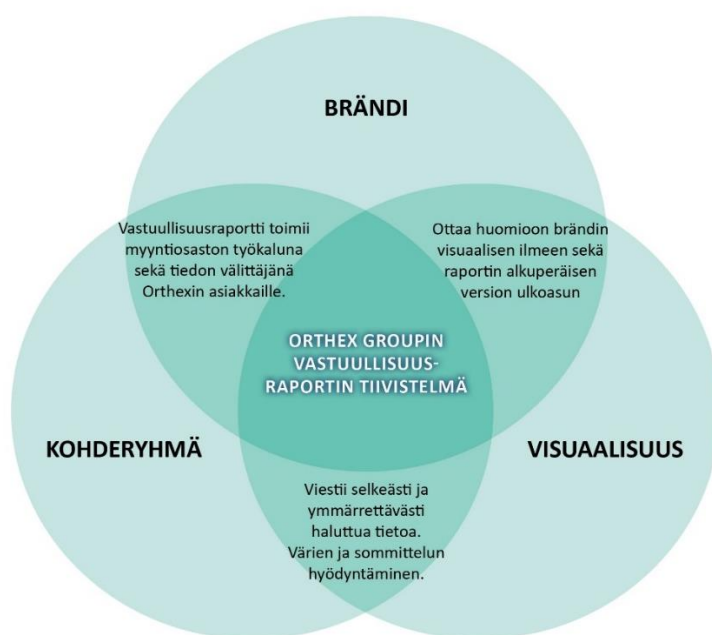 BRÄNDI
Vastuullisuusraportti toimii
myyntiosaston työkaluna
sekä tiedon välittäjänä
Orthexin asiakkaille.
Ottaa huomioon brändin
visuaalisen ilmeen sekä
raportin alkuperäisen
version ulkoasun
ORTHEX GROUPIN
VASTUULLISUUS-
RAPORTIN TIIVISTELMÄ
KOHDERYHMÄ
VISUAALISUUS
Viestii selkeästi ja
ymmärrettävästi
haluttua tietoa.
Värien ja sommittelun
hyödyntäminen.